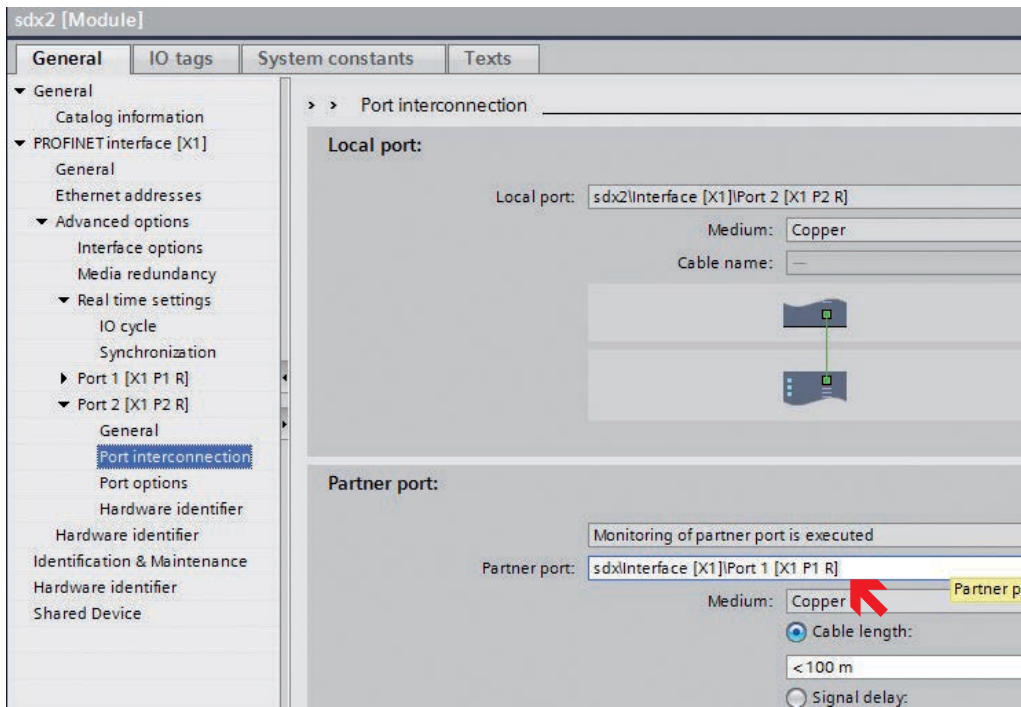 sdx2 [Module]
General
IO tags
System constants
Texts
General
Catalog information
PROFINET interface [X1]
General
Ethernet addresses
Advanced options
Interface options
Media redundancy
Real time settings
IO cycle
Synchronization
Port 1 [X1 P1 R]
Port 2 [X1 P2 R]
General
Port interconnection
Port options
Hardware identifier
Hardware identifier
Identification & Maintenance
Hardware identifier
Shared Device
> > Port interconnection
Local port:
Local port: sdx2\Interface [X1]\Port 2 [X1 P2 R]
Medium: Copper
Cable name: —
Partner port:
Monitoring of partner port is executed
Partner port: sdx\Interface [X1]\Port 1 [X1 P1 R]
Partner p
Medium: Copper
Cable length:
< 100 m
Signal delay: